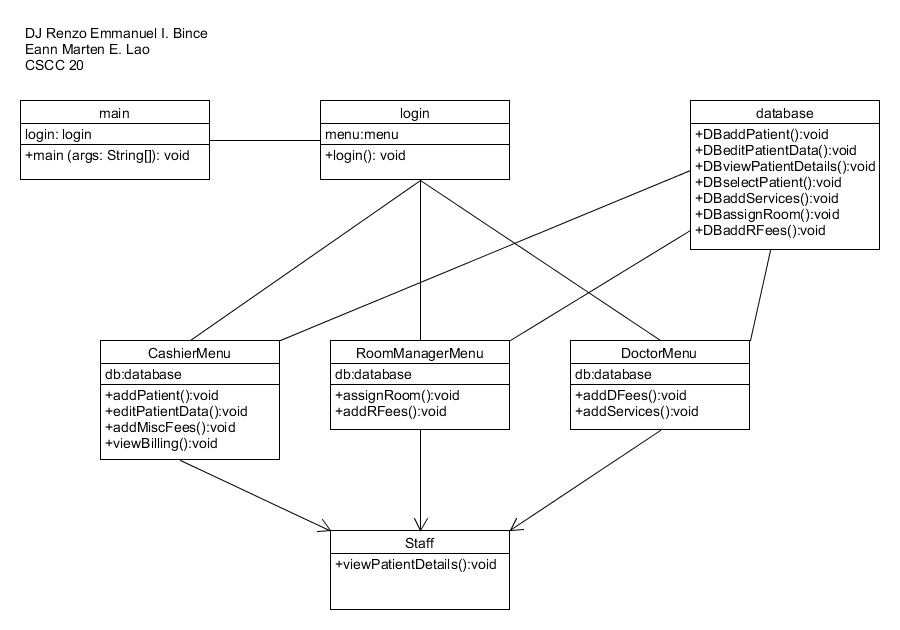 DJ Renzo Emmanuel I. Bince
Eann Marten E. Lao
CSCC 20
main
login: login
+main (args: String[]): void
login
menu:menu
+login(): void
database
+DBaddPatient():void
+DBeditPatientData():void
+DBviewPatientDetails():void
+DBselectPatient():void
+DBaddServices():void
+DBassignRoom():void
+DBaddRFees():void
CashierMenu
db:database
+addPatient():void
+editPatientData():void
+addMiscFees():void
+viewBilling():void
RoomManagerMenu
db:database
+assignRoom():void
+addRFees():void
DoctorMenu
db:database
+addDFees():void
+addServices():void
Staff
+viewPatientDetails():void